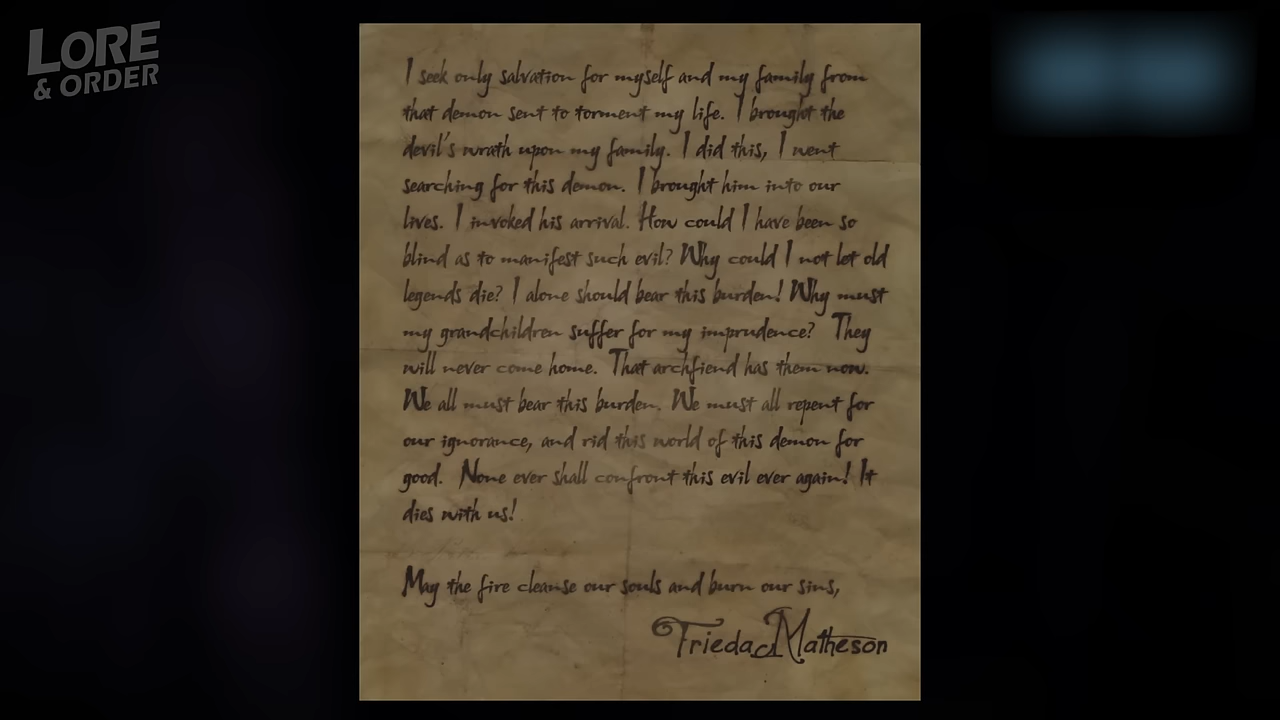 LORE
& ORDER
I seek only salvation for myself and my family from
that demon sent to torment my life. I brought the
devil's wrath upon my family. I did this, I went
searching for this demon. I brought him into our
lives. I invoked his arrival. How could I have been so
blind as to manifest such evil? Why could I not let old
legends die? I alone should bear this burden! Why must
my grandchildren suffer for my imprudence? They
will never come home. That archfiend has them now.
We all must bear this burden. We must all repent for
our ignorance, and rid this world of this demon for
good. None ever shall confront this evil ever again! It
dies with us!
May the fire cleanse our souls and burn our sins,
Frieda Matheson